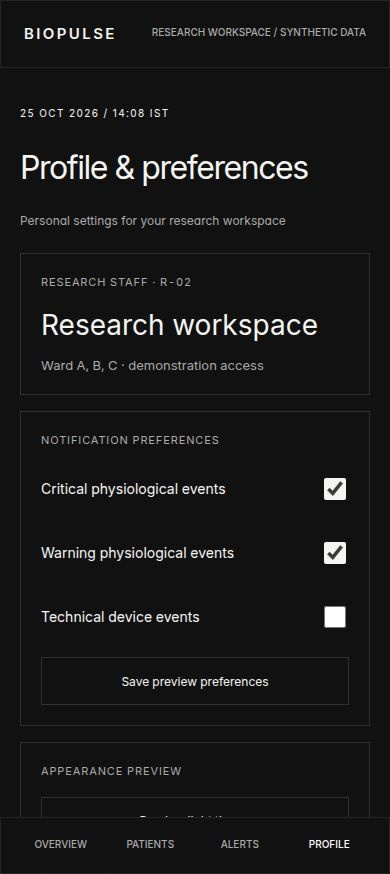 BIOPULSE
RESEARCH WORKSPACE / SYNTHETIC DATA
25 OCT 2026 / 14:08 IST
Profile & preferences
Personal settings for your research workspace
RESEARCH STAFF · R-02
Research workspace
Ward A, B, C · demonstration access
NOTIFICATION PREFERENCES
Critical physiological events
Warning physiological events
Technical device events
Save preview preferences
APPEARANCE PREVIEW
OVERVIEW
PATIENTS
ALERTS
PROFILE